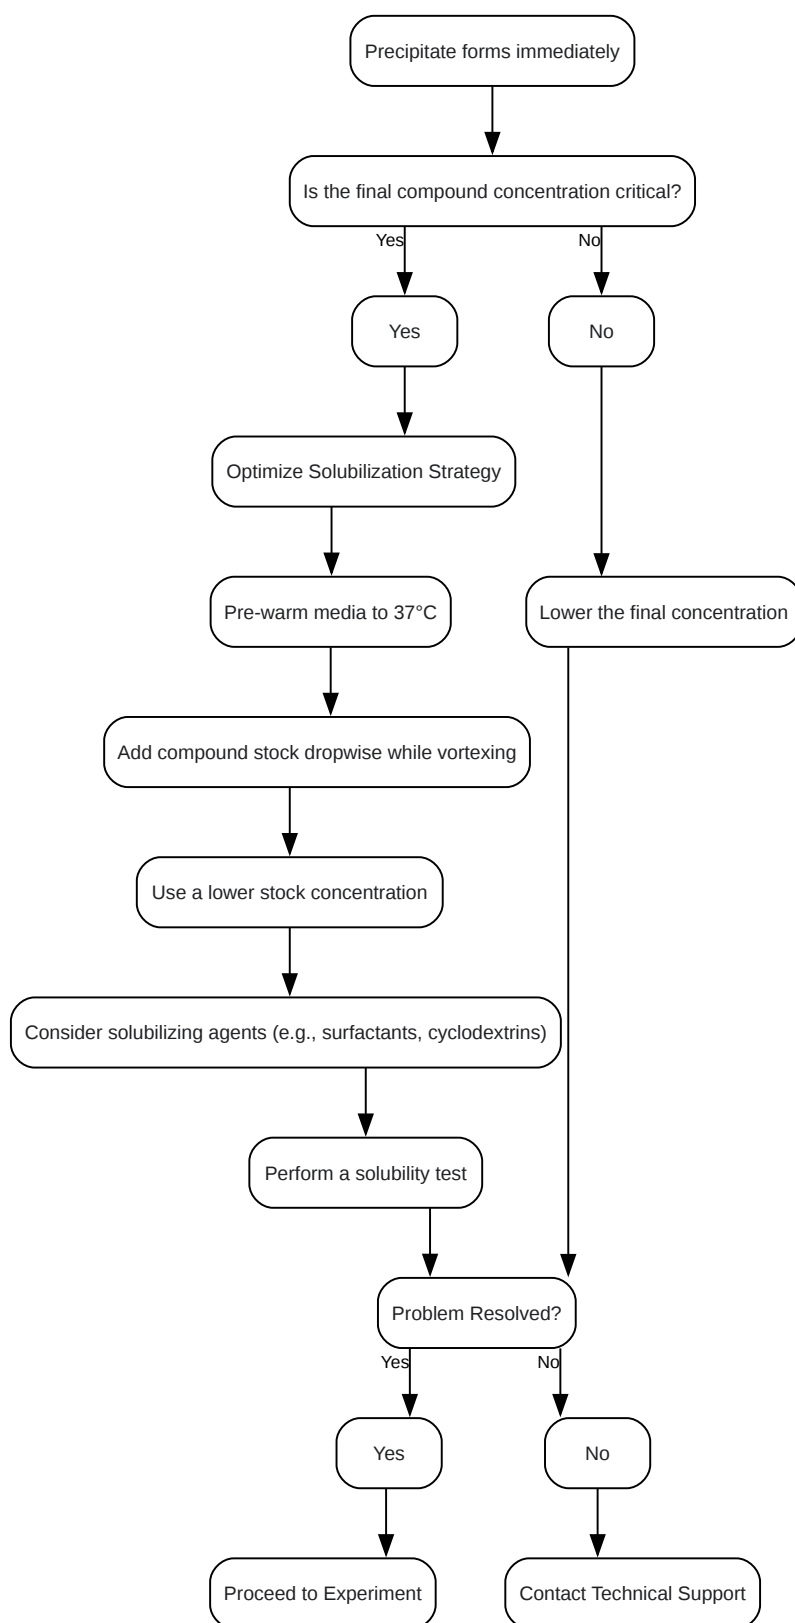 Precipitate forms immediately
Is the final compound concentration critical?
Yes
No
Yes
No
Optimize Solubilization Strategy
Pre-warm media to 37°C
Lower the final concentration
Add compound stock dropwise while vortexing
Use a lower stock concentration
Consider solubilizing agents (e.g., surfactants, cyclodextrins)
Perform a solubility test
Problem Resolved?
Yes
No
Yes
No
Proceed to Experiment
Contact Technical Support